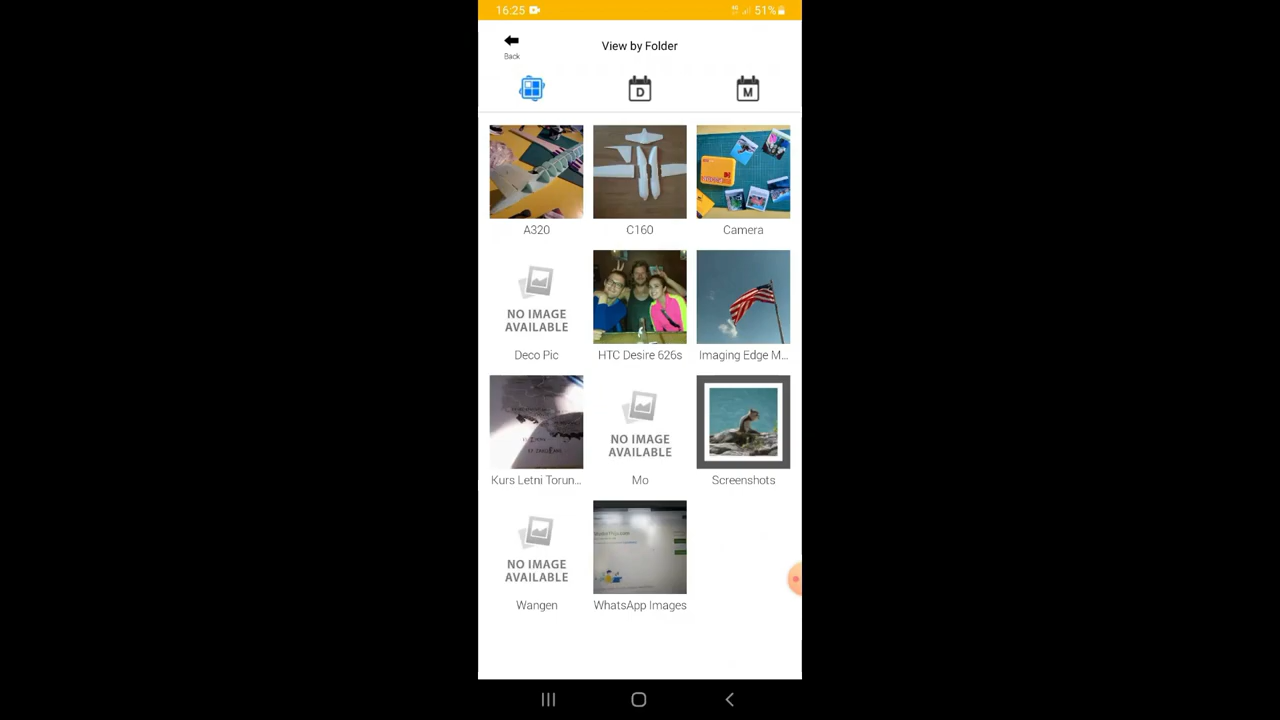 16:25
4G 51%
View by Folder
Back
D
M
A320
C160
Camera
NO IMAGE
AVAILABLE
Deco Pic
HTC Desire 626s
Imaging Edge M...
Kurs Letni Torun...
NO IMAGE
AVAILABLE
Mo
Screenshots
NO IMAGE
AVAILABLE
Wangen
WhatsApp Images